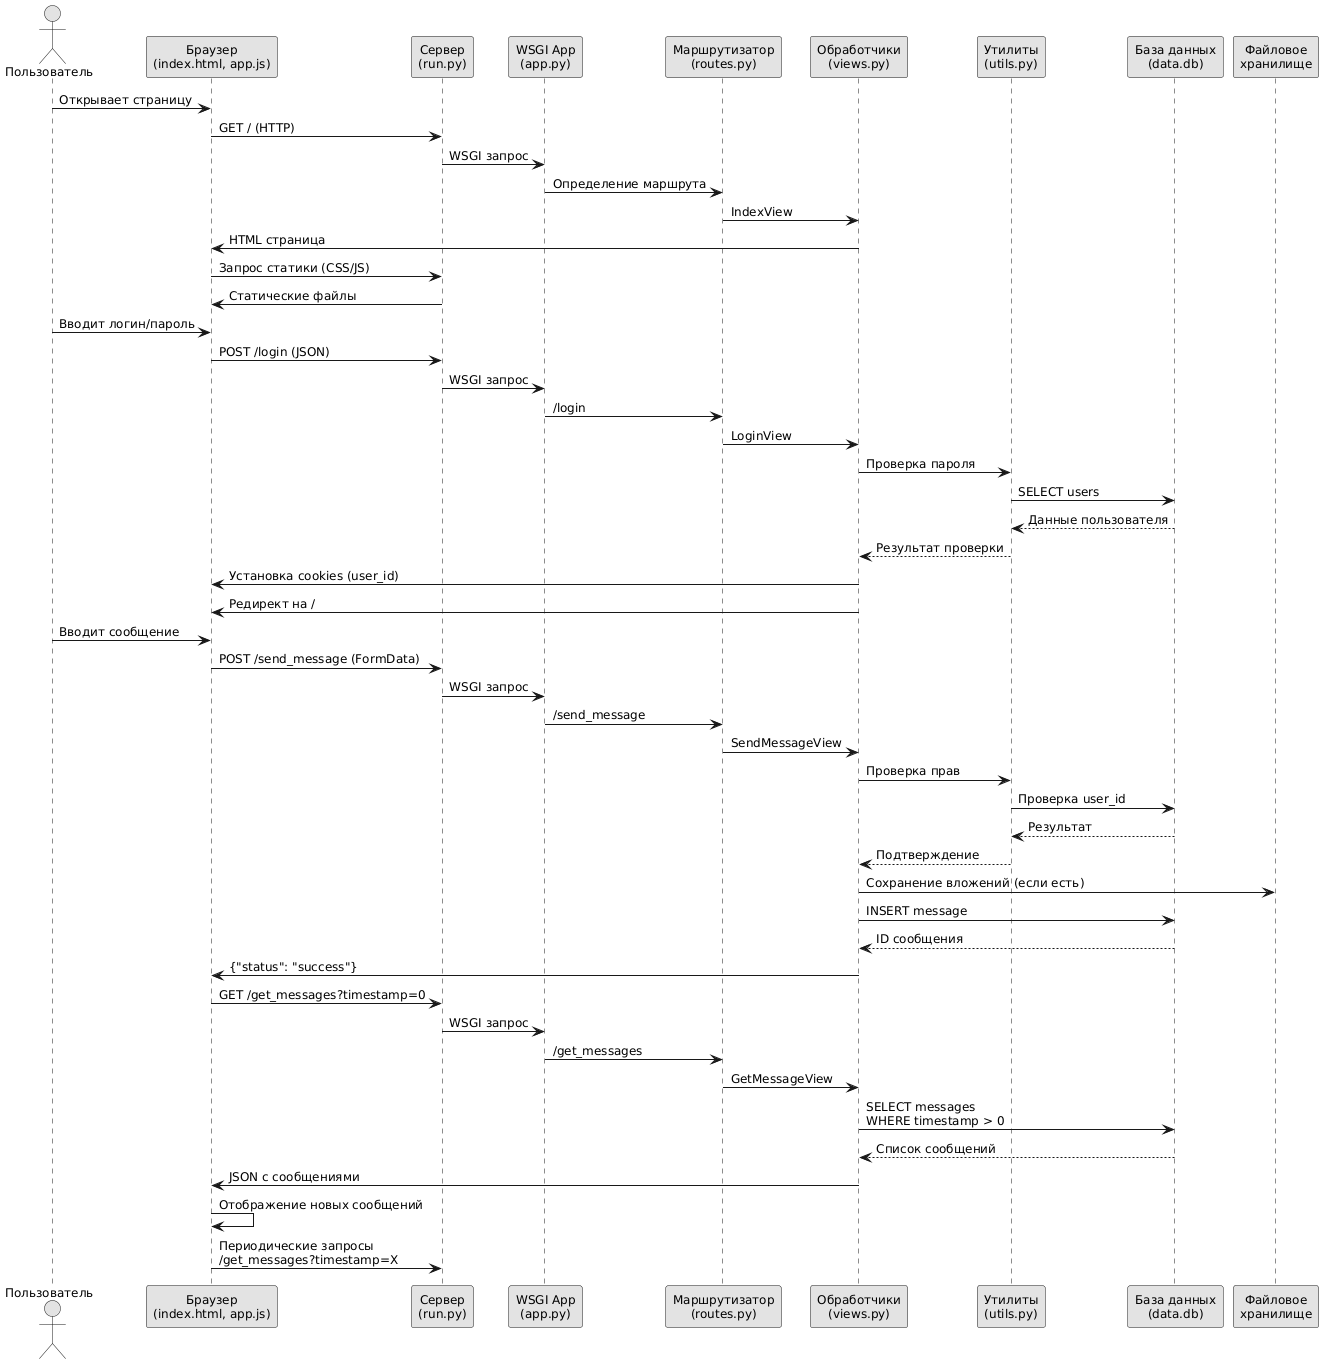 Пользователь
Браузер
(index.html, app.js)
Сервер
(run.py)
WSGI App
(app.py)
Маршрутизатор
(routes.py)
Обработчики
(views.py)
Утилиты
(utils.py)
База данных
(data.db)
Файловое
хранилище
Открывает страницу
GET / (HTTP)
WSGI запрос
Определение маршрута
IndexView
HTML страница
Запрос статики (CSS/JS)
Статические файлы
Вводит логин/пароль
POST /login (JSON)
WSGI запрос
/login
LoginView
Проверка пароля
SELECT users
Данные пользователя
Результат проверки
Установка cookies (user_id)
Редирект на /
Вводит сообщение
POST /send_message (FormData)
WSGI запрос
/send_message
SendMessageView
Проверка прав
Проверка user_id
Результат
Подтверждение
Сохранение вложений (если есть)
INSERT message
ID сообщения
{"status": "success"}
GET /get_messages?timestamp=0
WSGI запрос
/get_messages
GetMessageView
SELECT messages
WHERE timestamp > 0
Список сообщений
JSON с сообщениями
Отображение новых сообщений
Периодические запросы
/get_messages?timestamp=X
Пользователь
Браузер
(index.html, app.js)
Сервер
(run.py)
WSGI App
(app.py)
Маршрутизатор
(routes.py)
Обработчики
(views.py)
Утилиты
(utils.py)
База данных
(data.db)
Файловое
хранилище